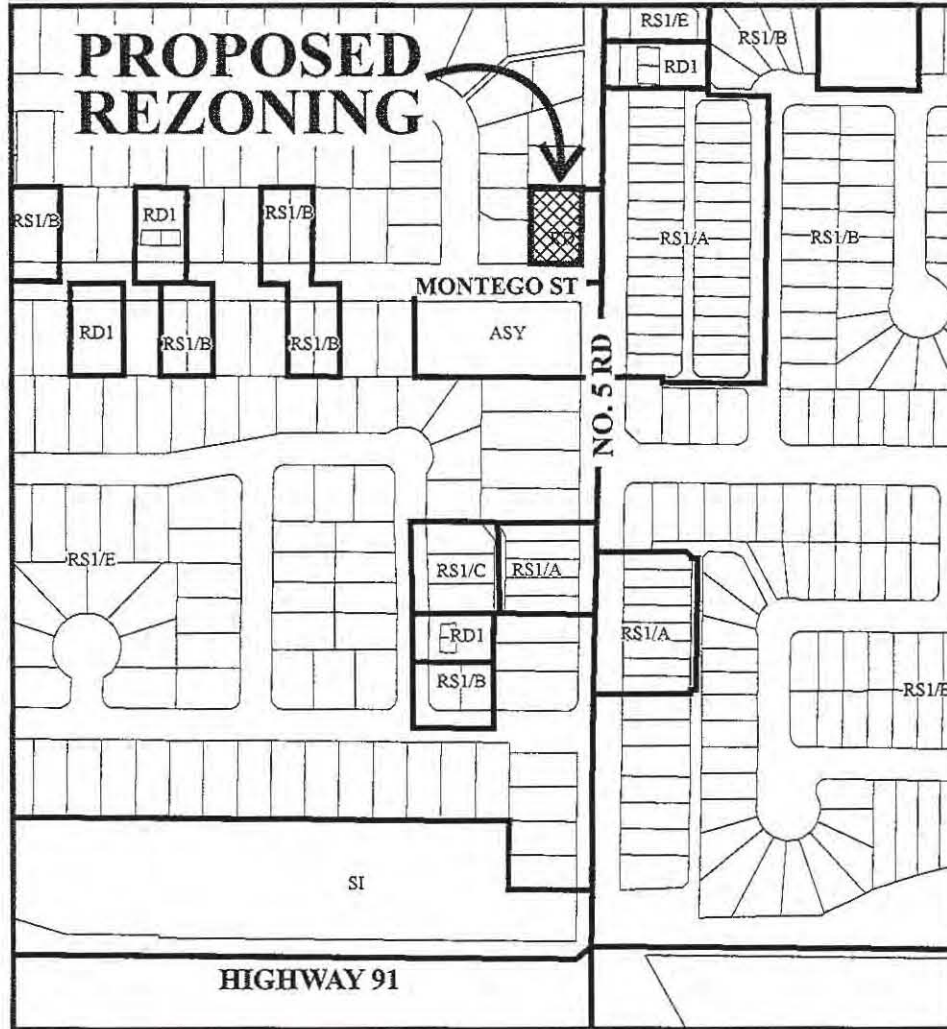 PROPOSED
REZONING
RS1/E
RS1/B
RD1
RS1/B
RD1
RS1/B
RS1/A
RS1/B
MONTEGO ST
RD1
RS1/B
RS1/B
ASY
NO. 5 RD
RS1/E
RS1/C
RS1/A
RD1
RS1/A
RS1/B
SI
HIGHWAY 91